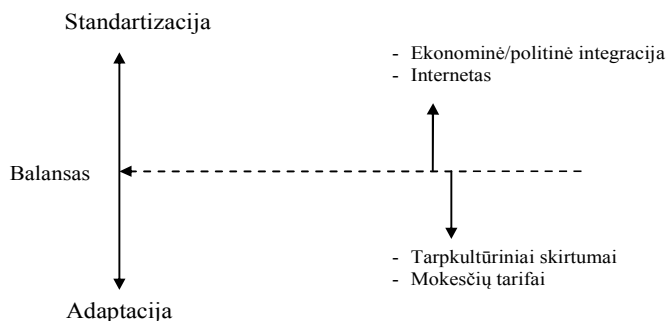 Standartizacija
- Ekonominė/politinė integracija
- Internetas
Balansas
- Tarpkultūriniai skirtumai
- Mokesčių tarifai
Adaptacija